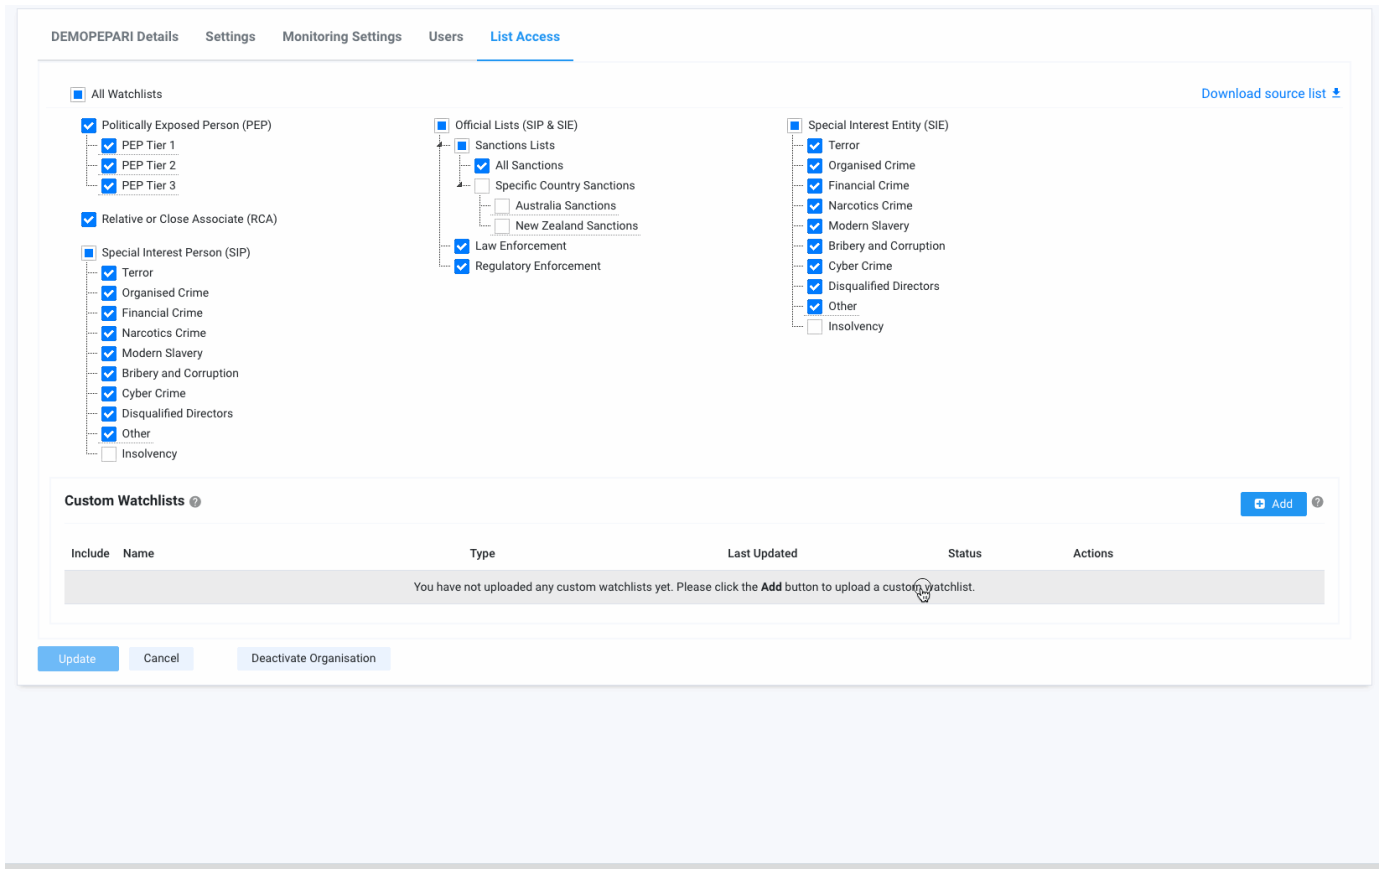 DEMOPEPARI Details Settings Monitoring Settings Users List Access
All Watchlists
Download source list
Politically Exposed Person (PEP)
PEP Tier 1
PEP Tier 2
PEP Tier 3
Relative or Close Associate (RCA)
Special Interest Person (SIP)
Terror
Organised Crime
Financial Crime
Narcotics Crime
Modern Slavery
Bribery and Corruption
Cyber Crime
Disqualified Directors
Other
Insolvency
Official Lists (SIP & SIE)
Sanctions Lists
All Sanctions
Specific Country Sanctions
Australia Sanctions
New Zealand Sanctions
Law Enforcement
Regulatory Enforcement
Special Interest Entity (SIE)
Terror
Organised Crime
Financial Crime
Narcotics Crime
Modern Slavery
Bribery and Corruption
Cyber Crime
Disqualified Directors
Other
Insolvency
Custom Watchlists ?
Add ?
Include Name Type Last Updated Status Actions
You have not uploaded any custom watchlists yet. Please click the Add button to upload a custom watchlist.
Update Cancel Deactivate Organisation